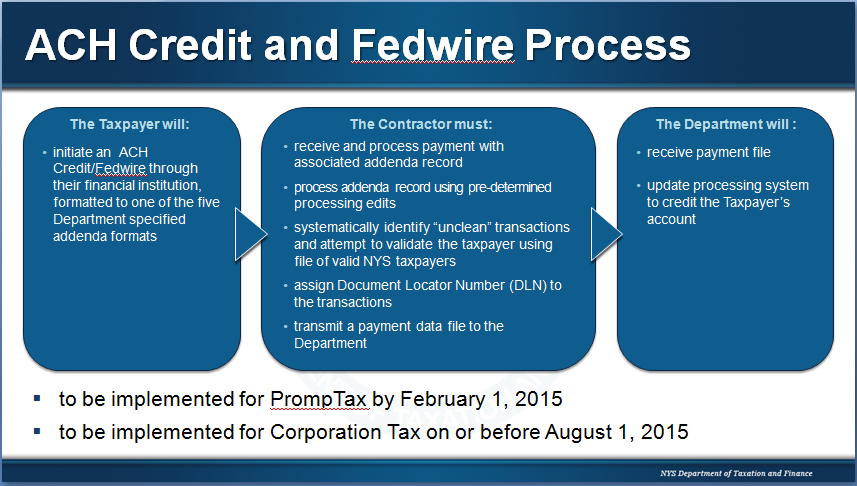 ACH Credit and Fedwire Process
The Taxpayer will:
• initiate an ACH
Credit/Fedwire through
their financial institution,
formatted to one of the five
Department specified
addenda formats
The Contractor must:
• receive and process payment with
associated addenda record
• process addenda record using pre-determined
processing edits
• systematically identify “unclean” transactions
and attempt to validate the taxpayer using
file of valid NYS taxpayers
• assign Document Locator Number (DLN) to
the transactions
• transmit a payment data file to the
Department
The Department will :
• receive payment file
• update processing system
to credit the Taxpayer’s
account
▪ to be implemented for PrompTax by February 1, 2015
▪ to be implemented for Corporation Tax on or before August 1, 2015
NYS Department of Taxation and Finance